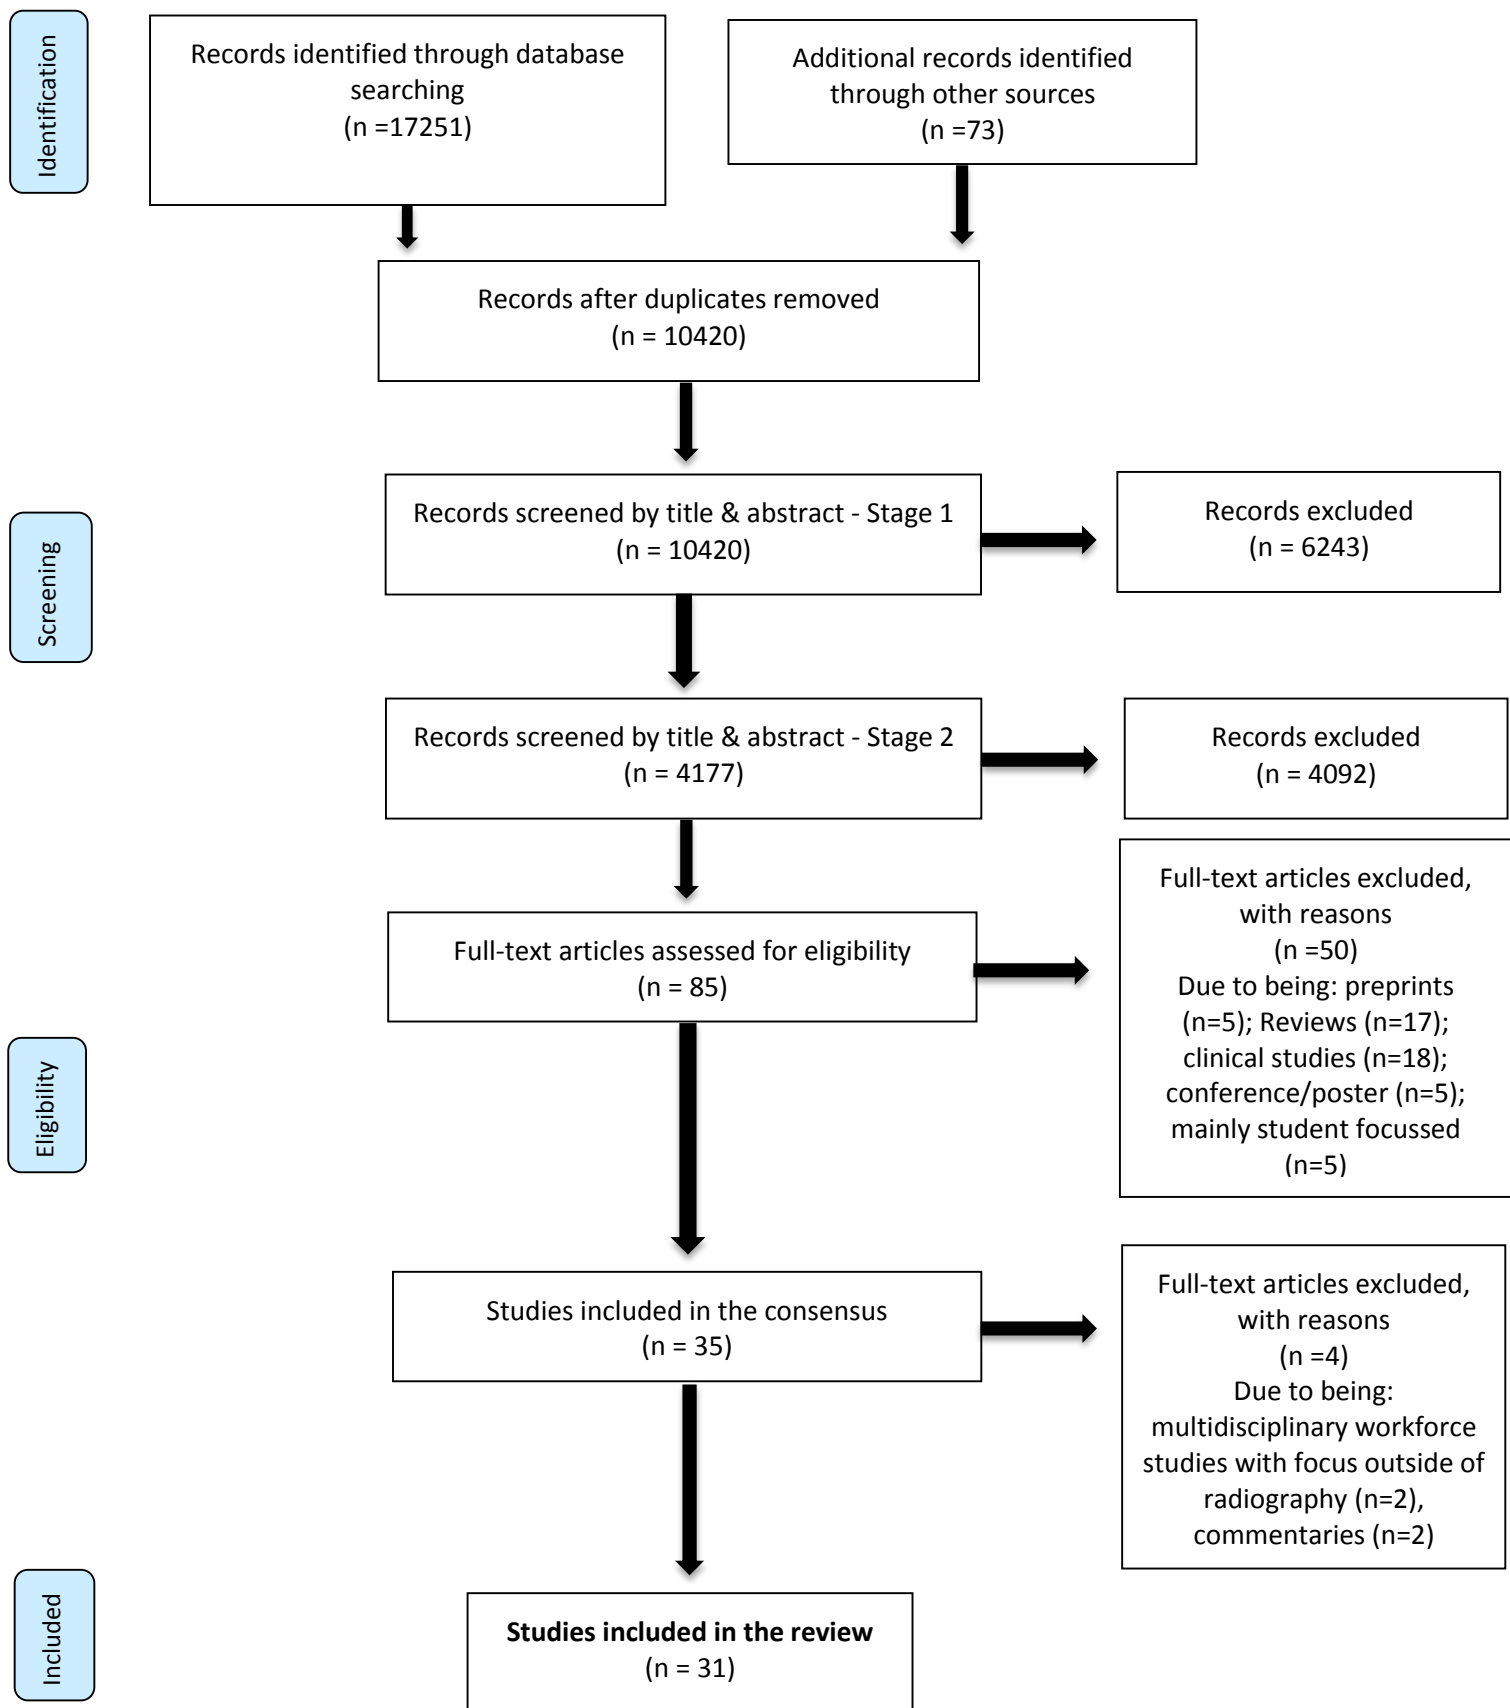 Identification
Records identified through database
searching
(n =17251)
Additional records identified
through other sources
(n =73)
Records after duplicates removed
(n = 10420)
Screening
Records screened by title & abstract - Stage 1
(n = 10420)
Records excluded
(n = 6243)
Records screened by title & abstract - Stage 2
(n = 4177)
Records excluded
(n = 4092)
Eligibility
Full-text articles assessed for eligibility
(n = 85)
Full-text articles excluded,
with reasons
(n =50)
Due to being: preprints
(n=5); Reviews (n=17);
clinical studies (n=18);
conference/poster (n=5);
mainly student focussed
(n=5)
Studies included in the consensus
(n = 35)
Full-text articles excluded,
with reasons
(n =4)
Due to being:
multidisciplinary workforce
studies with focus outside of
radiography (n=2),
commentaries (n=2)
Included
Studies included in the review
(n = 31)